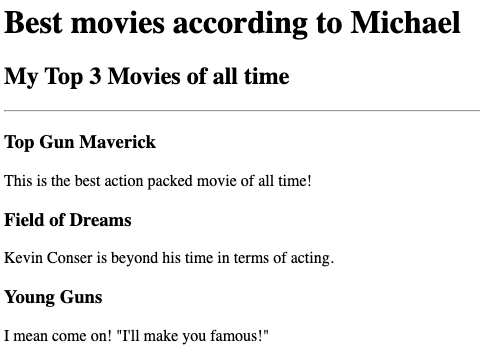 Best movies according to Michael
My Top 3 Movies of all time
Top Gun Maverick
This is the best action packed movie of all time!
Field of Dreams
Kevin Conser is beyond his time in terms of acting.
Young Guns
I mean come on! "I'll make you famous!"